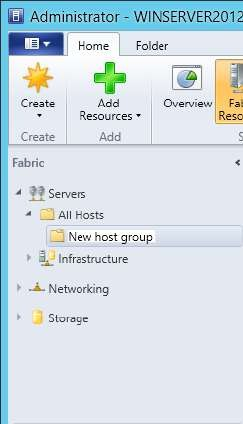 Administrator - WINSERVER2012
Home Folder
Create Add Resources Overview
Create Add
Fabric
Servers
All Hosts
New host group
Infrastructure
Networking
Storage